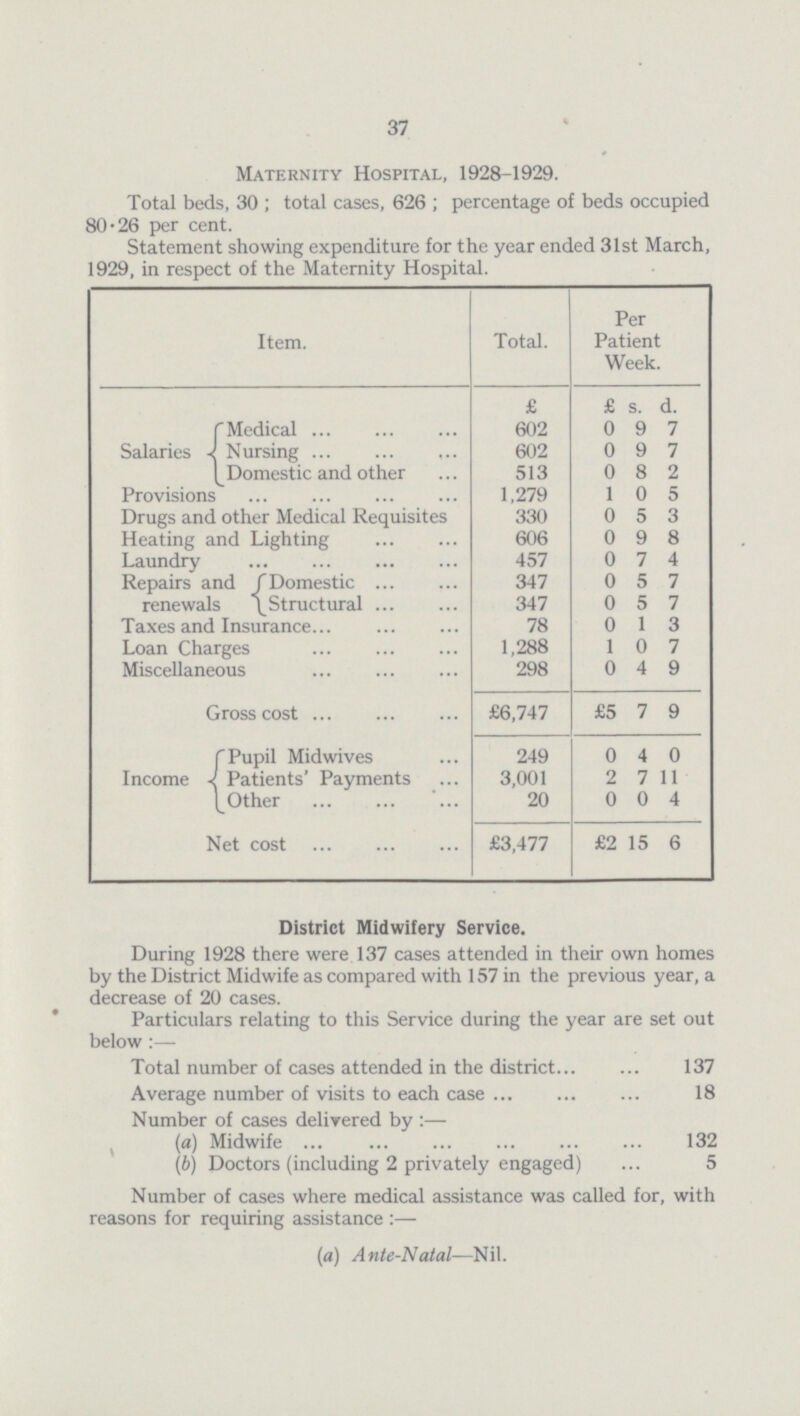 37
Maternity Hospital, 1928-1929.
Total beds, 30 ; total cases, 626 ; percentage of beds occupied
80·26 per cent.
Statement showing expenditure for the year ended 31st March,
1929, in respect of the Maternity Hospital.
Item. Total. Per Patient Week.
£ £ s. d.
Salaries { Medical ... ... ... 602 0 9 7
Nursing ... ... ... 602 0 9 7
Domestic and other ... 513 0 8 2
Provisions ... ... ... ... 1,279 1 0 5
Drugs and other Medical Requisites 330 0 5 3
Heating and Lighting ... ... 606 0 9 8
Laundry ... ... ... ... 457 0 7 4
Repairs and { Domestic ... ... 347 0 5 7
renewals Structural ... ... 347 0 5 7
Taxes and Insurance... ... ... 78 0 1 3
Loan Charges ... ... ... 1,288 1 0 7
Miscellaneous ... ... ... 298 0 4 9
Gross cost ... ... ... £6,747 £5 7 9
Income { Pupil Midwives ... 249 0 4 0
Patients' Payments ... 3,001 2 7 11
Other ... ... ... 20 0 0 4
Net cost ... ... ... £3,477 £2 15 6
District Midwifery Service.
During 1928 there were 137 cases attended in their own homes
by the District Midwife as compared with 157 in the previous year, a
decrease of 20 cases.
Particulars relating to this Service during the year are set out
below :—
Total number of cases attended in the district... ... 137
Average number of visits to each case ... ... ... 18
Number of cases delivered by :—
(a) Midwife ... ... ... ... ... ... 132
(b) Doctors (including 2 privately engaged) ... 5
Number of cases where medical assistance was called for, with
reasons for requiring assistance :—
(a) Ante-Natal—Nil.